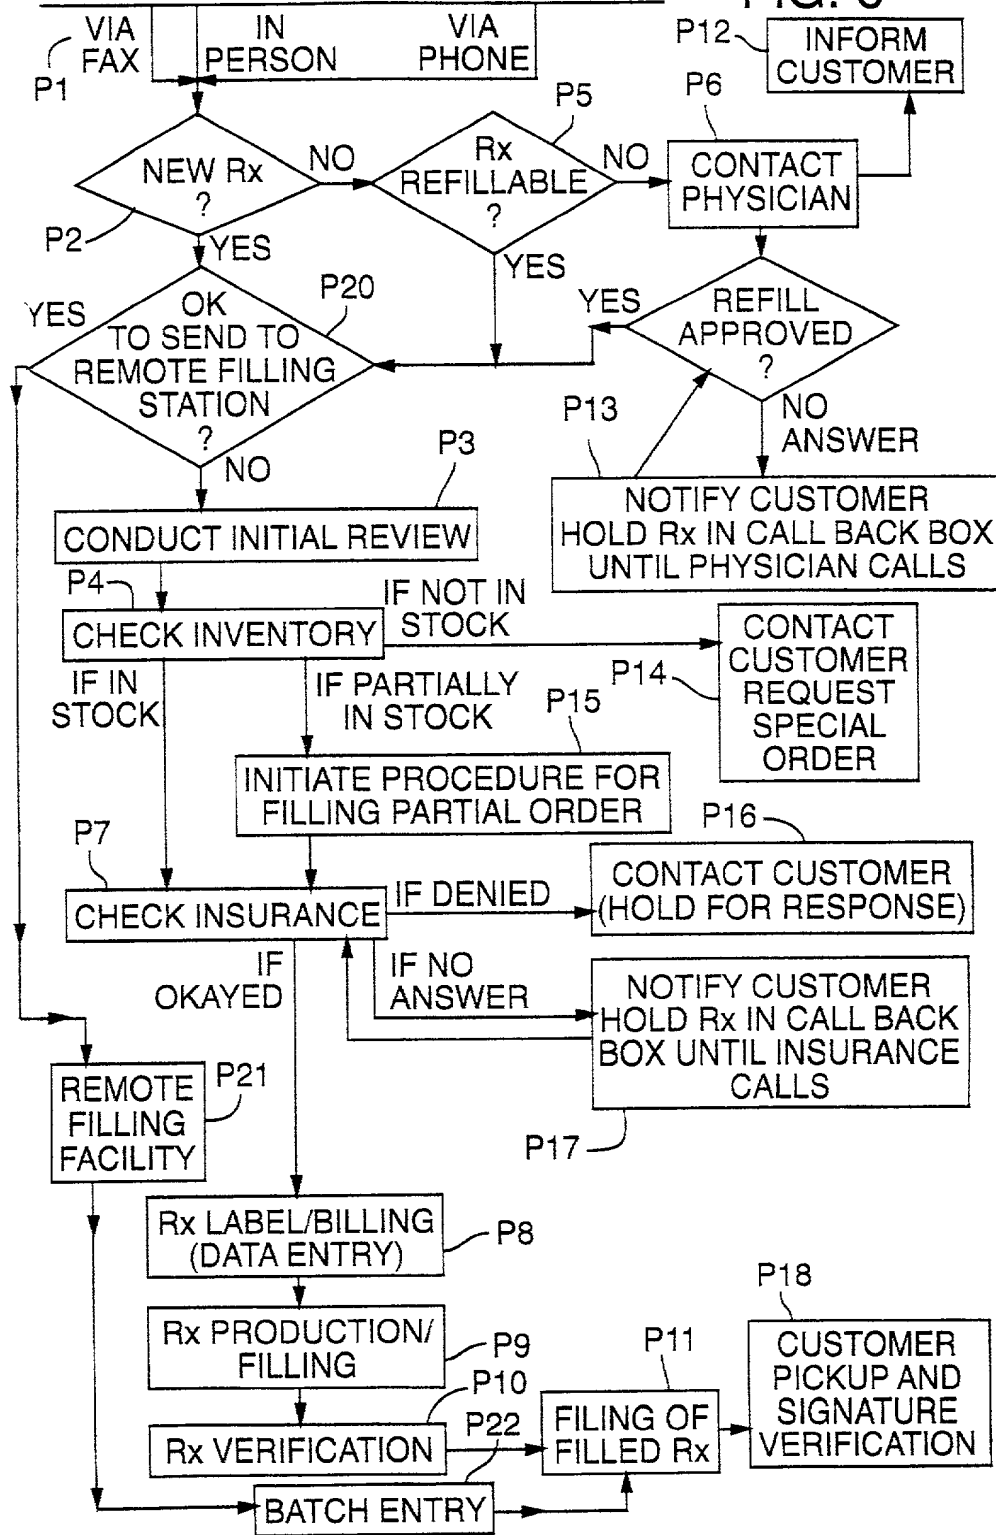 FIG.
P1
VIA
FAX
IN
PERSON
VIA
PHONE
P12
INFORM
CUSTOMER
P2
NEW Rx
?
NO
YES
P5
Rx
REFILLABLE
?
NO
YES
P6
CONTACT
PHYSICIAN
REFILL
APPROVED
?
YES
NO
ANSWER
P13
NOTIFY CUSTOMER
HOLD Rx IN CALL BACK BOX
UNTIL PHYSICIAN CALLS
P20
YES
OK
TO SEND TO
REMOTE FILLING
STATION
?
NO
P3
CONDUCT INITIAL REVIEW
P4
CHECK INVENTORY
IF NOT IN
STOCK
P14
CONTACT
CUSTOMER
REQUEST
SPECIAL
ORDER
IF IN
STOCK
IF PARTIALLY
IN STOCK
P15
INITIATE PROCEDURE FOR
FILLING PARTIAL ORDER
P7
CHECK INSURANCE
IF DENIED
P16
CONTACT CUSTOMER
(HOLD FOR RESPONSE)
IF
OKAYED
IF NO
ANSWER
NOTIFY CUSTOMER
HOLD Rx IN CALL BACK
BOX UNTIL INSURANCE
CALLS
P17
REMOTE
FILLING
FACILITY
P21
Rx LABEL/BILLING
(DATA ENTRY)
P8
Rx PRODUCTION/
FILLING
P9
P10
Rx VERIFICATION
P22
BATCH ENTRY
P11
FILING OF
FILLED Rx
P18
CUSTOMER
PICKUP AND
SIGNATURE
VERIFICATION